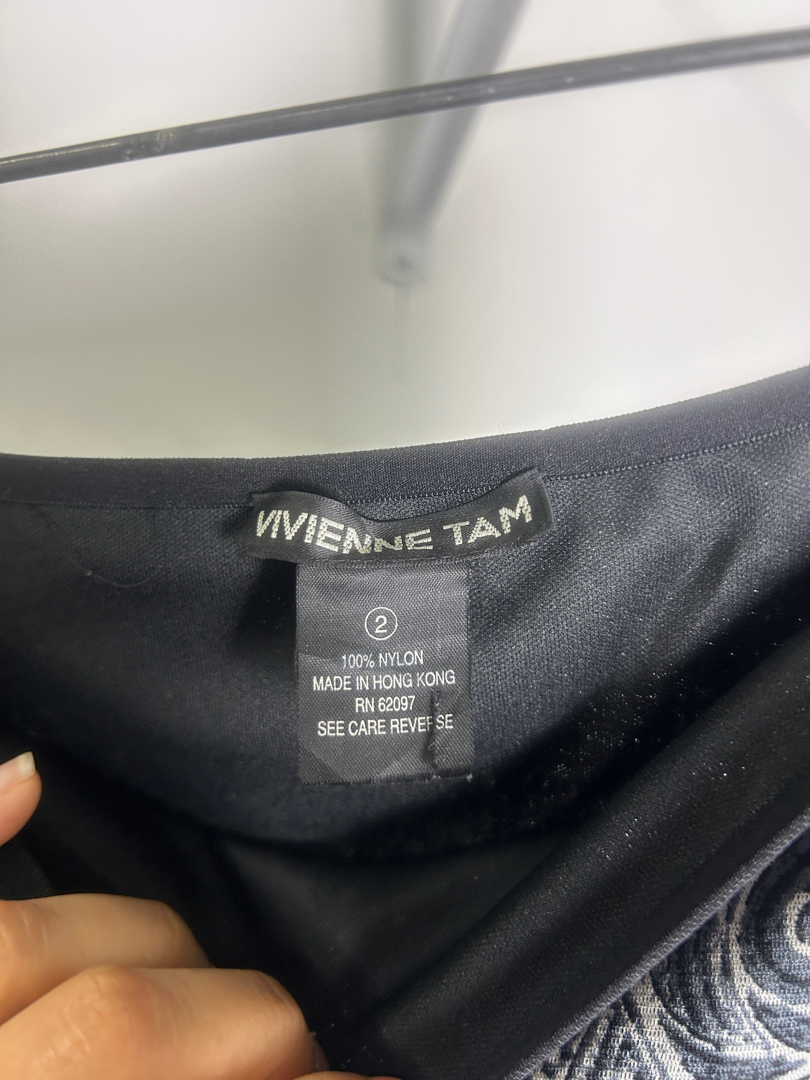 VIVIENNE TAM
2
100% NYLON
MADE IN HONG KONG
RN 62097
SEE CARE REVERSE